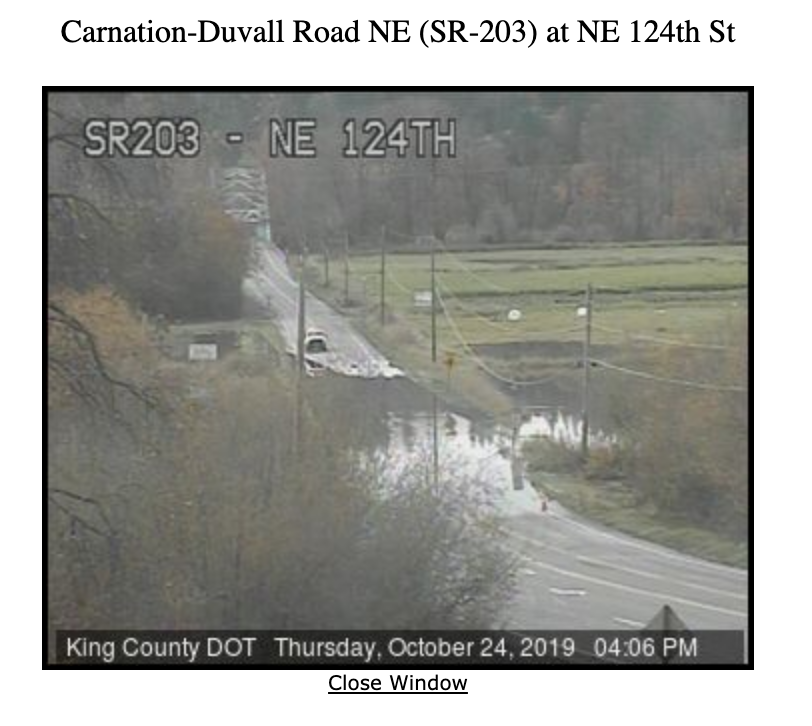 Carnation-Duvall Road NE (SR-203) at NE 124th St
SR203 - NE 124TH
King County DOT Thursday, October 24, 2019 04:06 PM
Close Window